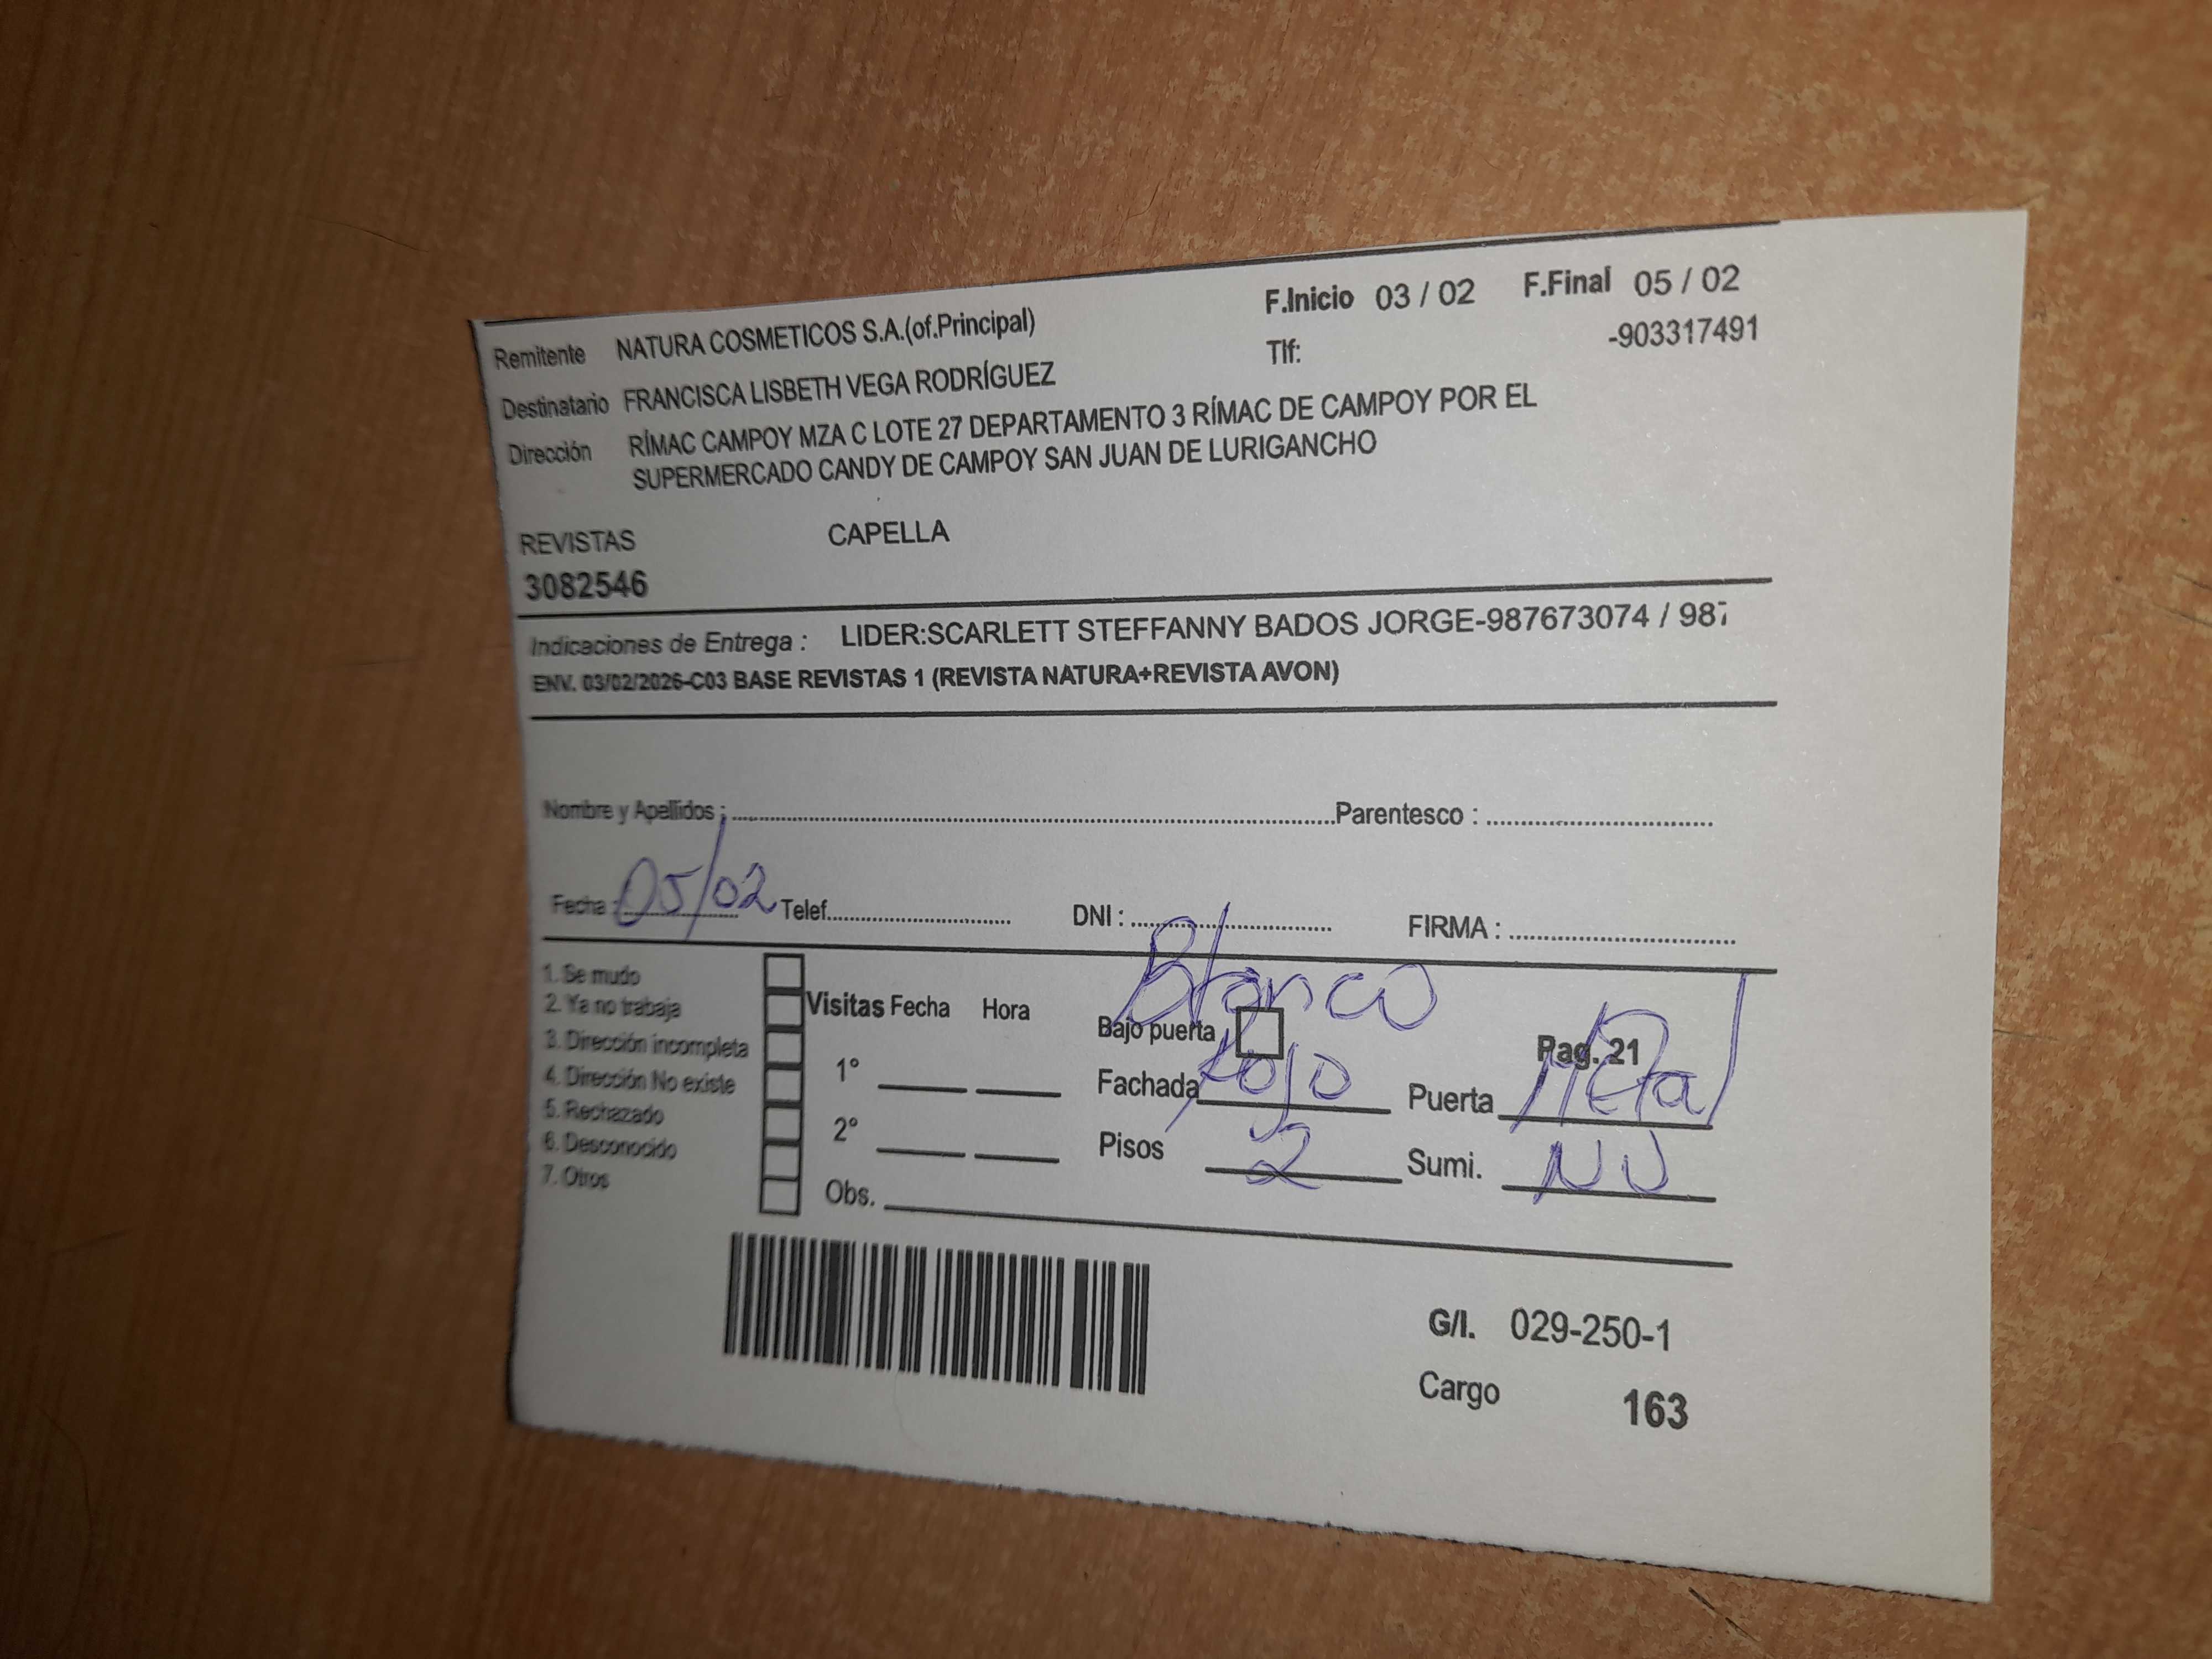 F.Inicio 03 / 02 F.Final 05 / 02
Remitente NATURA COSMETICOS S.A.(of.Principal) Tlf: -903317491
Destinatario FRANCISCA LISBETH VEGA RODRÍGUEZ
Dirección RÍMAC CAMPOY MZA C LOTE 27 DEPARTAMENTO 3 RÍMAC DE CAMPOY POR EL
SUPERMERCADO CANDY DE CAMPOY SAN JUAN DE LURIGANCHO
REVISTAS CAPELLA
3082546
Indicaciones de Entrega : LIDER:SCARLETT STEFFANNY BADOS JORGE-987673074 / 987
ENV. 03/02/2026-C03 BASE REVISTAS 1 (REVISTA NATURA+REVISTA AVON)
Nombre y Apellidos : Parentesco :
Fecha : 05/02 Telef. DNI : FIRMA :
1. Se mudo
2. Ya no trabaja
3. Dirección incompleta
4. Dirección No existe
5. Rechazado
6. Desconocido
7. Otros
Visitas Fecha Hora
1°
2°
Obs.
Blanco
Bajo puerta Pag. 21
Fachada Rojo Puerta Metal
Pisos 2 Sumi. NU
G/I. 029-250-1
Cargo 163